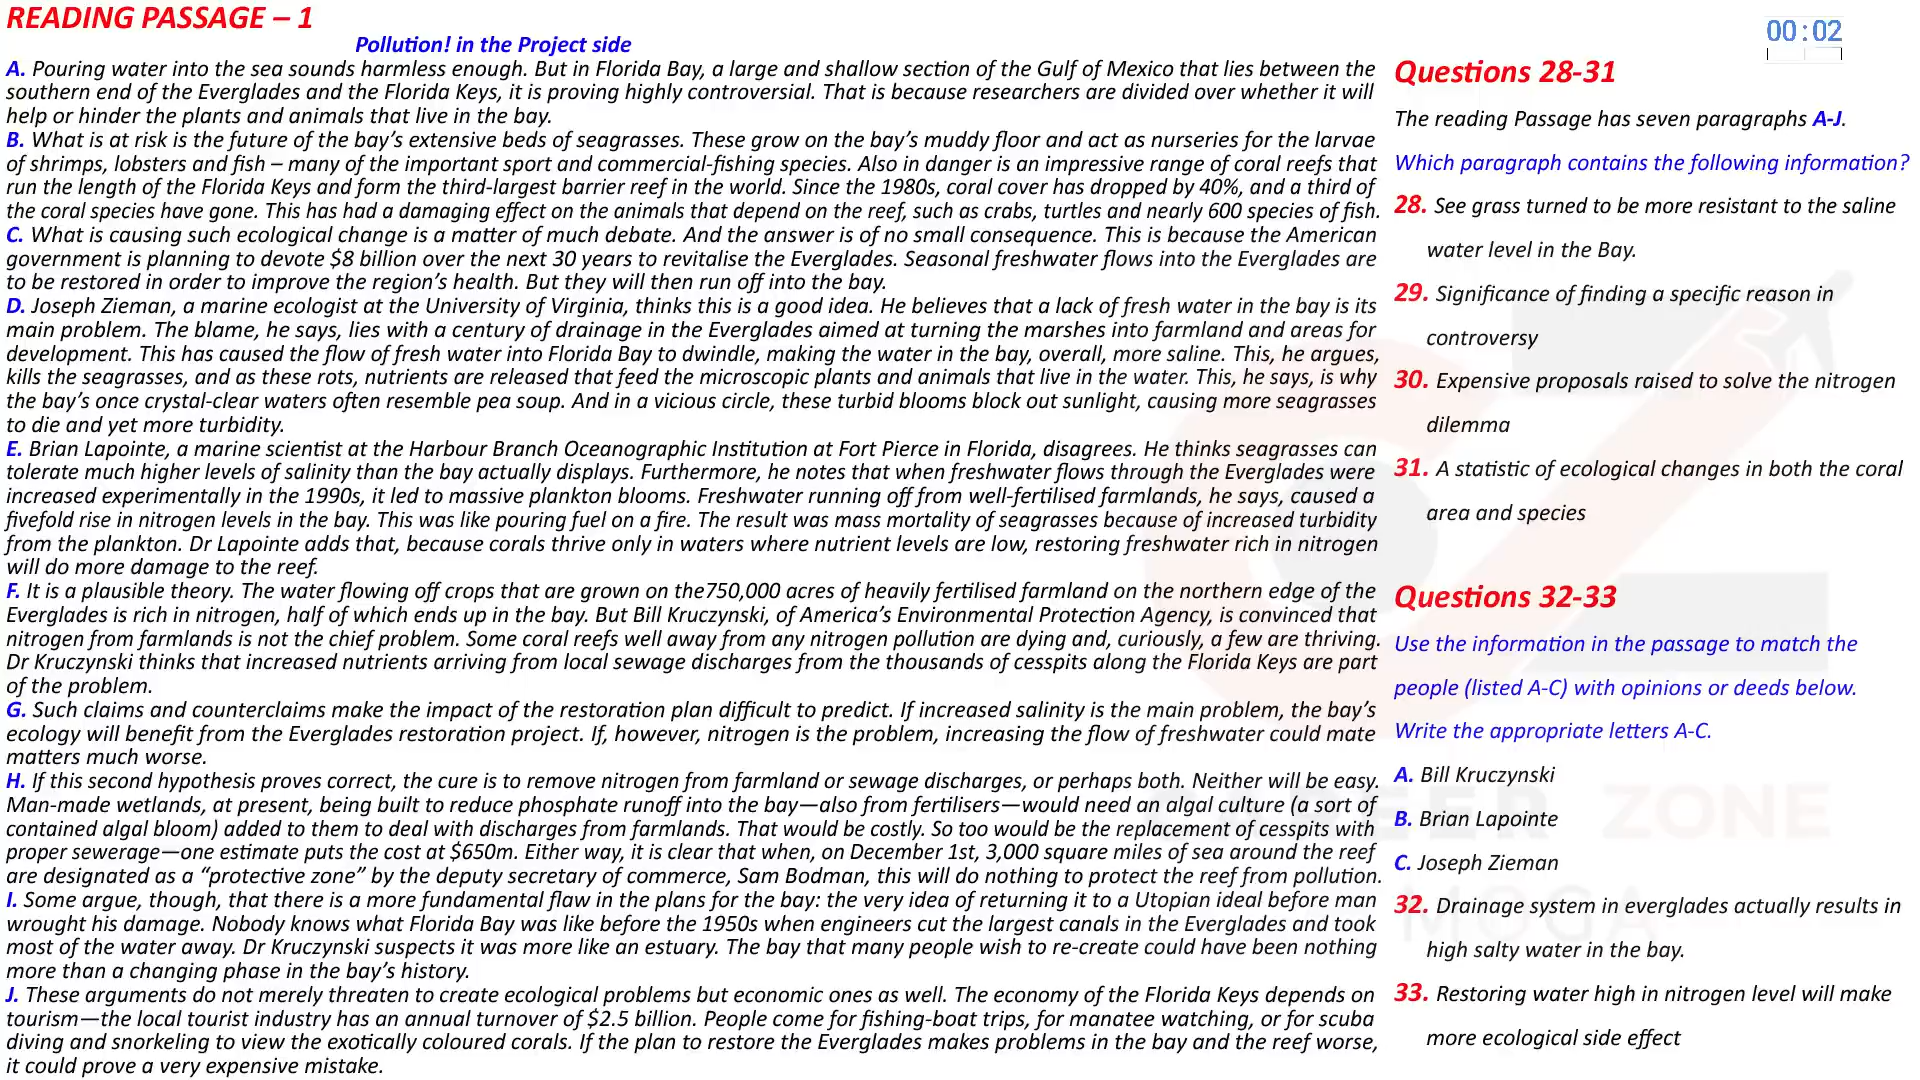 READING PASSAGE – 1
Pollution! in the Project side
A. Pouring water into the sea sounds harmless enough. But in Florida Bay, a large and shallow section of the Gulf of Mexico that lies between the
southern end of the Everglades and the Florida Keys, it is proving highly controversial. That is because researchers are divided over whether it will
help or hinder the plants and animals that live in the bay.
B. What is at risk is the future of the bay’s extensive beds of seagrasses. These grow on the bay’s muddy floor and act as nurseries for the larvae
of shrimps, lobsters and fish – many of the important sport and commercial-fishing species. Also in danger is an impressive range of coral reefs that
run the length of the Florida Keys and form the third-largest barrier reef in the world. Since the 1980s, coral cover has dropped by 40%, and a third of
the coral species have gone. This has had a damaging effect on the animals that depend on the reef, such as crabs, turtles and nearly 600 species of fish.
C. What is causing such ecological change is a matter of much debate. And the answer is of no small consequence. This is because the American
government is planning to devote $8 billion over the next 30 years to revitalise the Everglades. Seasonal freshwater flows into the Everglades are
to be restored in order to improve the region’s health. But they will then run off into the bay.
D. Joseph Zieman, a marine ecologist at the University of Virginia, thinks this is a good idea. He believes that a lack of fresh water in the bay is its
main problem. The blame, he says, lies with a century of drainage in the Everglades aimed at turning the marshes into farmland and areas for
development. This has caused the flow of fresh water into Florida Bay to dwindle, making the water in the bay, overall, more saline. This, he argues,
kills the seagrasses, and as these rots, nutrients are released that feed the microscopic plants and animals that live in the water. This, he says, is why
the bay’s once crystal-clear waters often resemble pea soup. And in a vicious circle, these turbid blooms block out sunlight, causing more seagrasses
to die and yet more turbidity.
E. Brian Lapointe, a marine scientist at the Harbour Branch Oceanographic Institution at Fort Pierce in Florida, disagrees. He thinks seagrasses can
tolerate much higher levels of salinity than the bay actually displays. Furthermore, he notes that when freshwater flows through the Everglades were
increased experimentally in the 1990s, it led to massive plankton blooms. Freshwater running off from well-fertilised farmlands, he says, caused a
fivefold rise in nitrogen levels in the bay. This was like pouring fuel on a fire. The result was mass mortality of seagrasses because of increased turbidity
from the plankton. Dr Lapointe adds that, because corals thrive only in waters where nutrient levels are low, restoring freshwater rich in nitrogen
will do more damage to the reef.
F. It is a plausible theory. The water flowing off crops that are grown on the750,000 acres of heavily fertilised farmland on the northern edge of the
Everglades is rich in nitrogen, half of which ends up in the bay. But Bill Kruczynski, of America’s Environmental Protection Agency, is convinced that
nitrogen from farmlands is not the chief problem. Some coral reefs well away from any nitrogen pollution are dying and, curiously, a few are thriving.
Dr Kruczynski thinks that increased nutrients arriving from local sewage discharges from the thousands of cesspits along the Florida Keys are part
of the problem.
G. Such claims and counterclaims make the impact of the restoration plan difficult to predict. If increased salinity is the main problem, the bay’s
ecology will benefit from the Everglades restoration project. If, however, nitrogen is the problem, increasing the flow of freshwater could mate
matters much worse.
H. If this second hypothesis proves correct, the cure is to remove nitrogen from farmland or sewage discharges, or perhaps both. Neither will be easy.
Man-made wetlands, at present, being built to reduce phosphate runoff into the bay—also from fertilisers—would need an algal culture (a sort of
contained algal bloom) added to them to deal with discharges from farmlands. That would be costly. So too would be the replacement of cesspits with
proper sewerage—one estimate puts the cost at $650m. Either way, it is clear that when, on December 1st, 3,000 square miles of sea around the reef
are designated as a “protective zone” by the deputy secretary of commerce, Sam Bodman, this will do nothing to protect the reef from pollution.
I. Some argue, though, that there is a more fundamental flaw in the plans for the bay: the very idea of returning it to a Utopian ideal before man
wrought his damage. Nobody knows what Florida Bay was like before the 1950s when engineers cut the largest canals in the Everglades and took
most of the water away. Dr Kruczynski suspects it was more like an estuary. The bay that many people wish to re-create could have been nothing
more than a changing phase in the bay’s history.
J. These arguments do not merely threaten to create ecological problems but economic ones as well. The economy of the Florida Keys depends on
tourism—the local tourist industry has an annual turnover of $2.5 billion. People come for fishing-boat trips, for manatee watching, or for scuba
diving and snorkeling to view the exotically coloured corals. If the plan to restore the Everglades makes problems in the bay and the reef worse,
it could prove a very expensive mistake.
00:02
Questions 28-31
The reading Passage has seven paragraphs A-J.
Which paragraph contains the following information?
28. See grass turned to be more resistant to the saline
water level in the Bay.
29. Significance of finding a specific reason in
controversy
30. Expensive proposals raised to solve the nitrogen
dilemma
31. A statistic of ecological changes in both the coral
area and species
Questions 32-33
Use the information in the passage to match the
people (listed A-C) with opinions or deeds below.
Write the appropriate letters A-C.
A. Bill Kruczynski
B. Brian Lapointe
C. Joseph Zieman
32. Drainage system in everglades actually results in
high salty water in the bay.
33. Restoring water high in nitrogen level will make
more ecological side effect
CAREER ZONE
MOGA